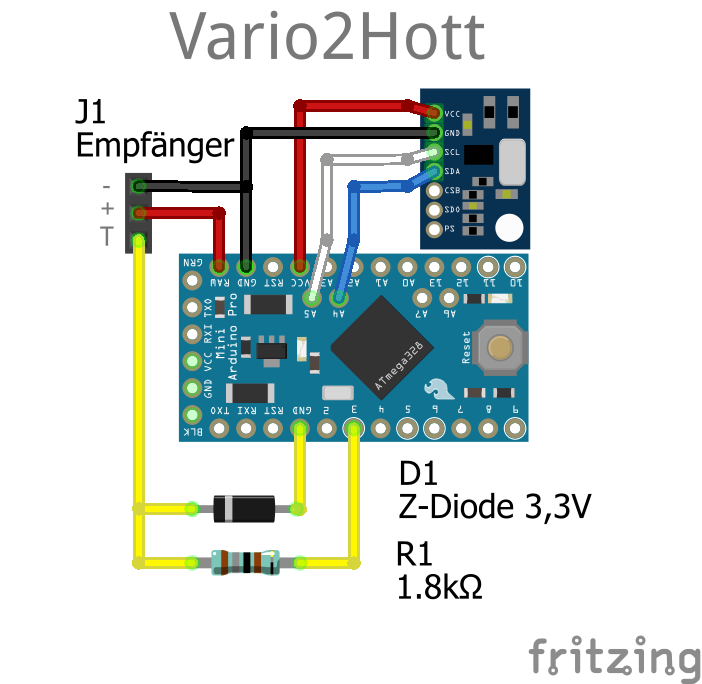 Vario2Hott
J1
Empfänger
-
+
T
VCC
GND
SCL
SDA
CSB
SDO
PS
GRN
RAW
GND
RST
VCC
A3
A2
A1
A0
13
12
11
10
TXO
RXI
VCC
GND
BLK
Arduino Pro
Mini
A5
A4
A7
A6
Reset
ATmega328
TXO
RXI
RST
GND
2
3
4
5
6
7
8
9
D1
Z-Diode 3,3V
R1
1.8kΩ
fritzing